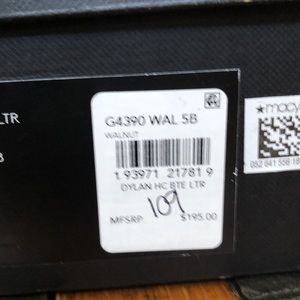 LTR
G4390 WAL 5B
WALNUT
1 93971 21781 9
DYLAN HC BTE LTR
109
MFSRP $195.00
★macy